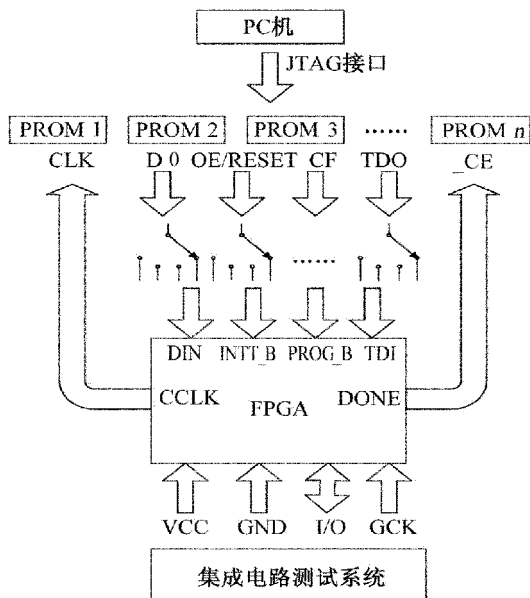 PC机
JTAG接口
PROM 1 PROM 2 PROM 3 …… PROM n
CLK D 0 OE/RESET CF TDO _CE
……
DIN INTT_B PROG_B TDI
CCLK FPGA DONE
VCC GND I/O GCK
集成电路测试系统